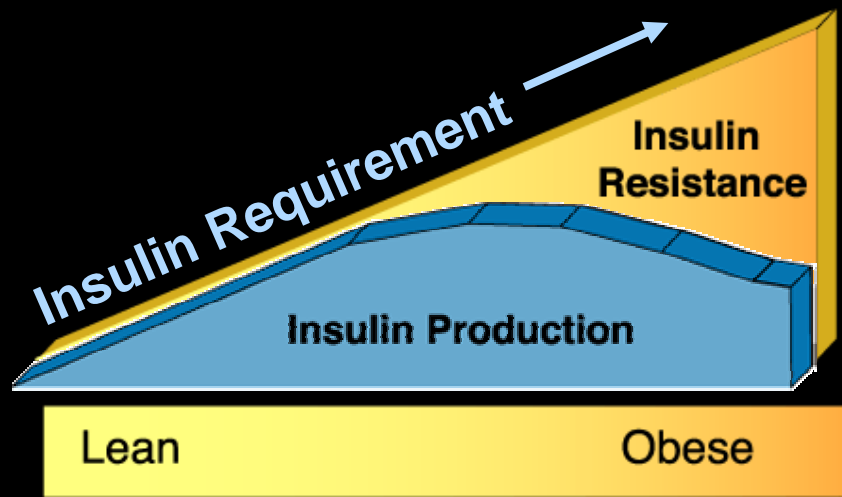 Insulin Requirement
Insulin
Resistance
Insulin Production
Lean
Obese